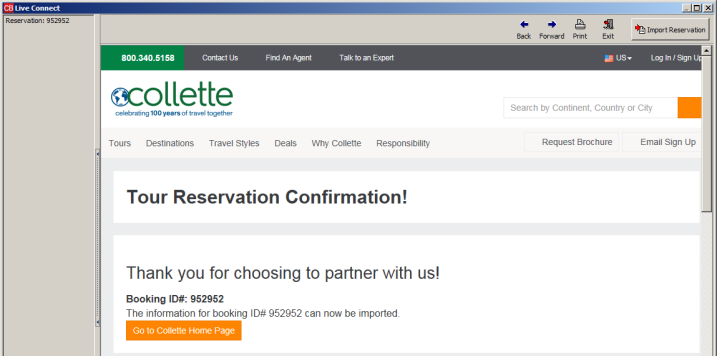 CB Live Connect
Reservation: 952952
Back Forward Print Exit Import Reservation
800.340.5158 Contact Us Find An Agent Talk to an Expert US Log In / Sign Up
collette
celebrating 100 years of travel together
Search by Continent, Country or City
Tours Destinations Travel Styles Deals Why Collette Responsibility Request Brochure Email Sign Up
Tour Reservation Confirmation!
Thank you for choosing to partner with us!
Booking ID#: 952952
The information for booking ID# 952952 can now be imported.
Go to Collette Home Page